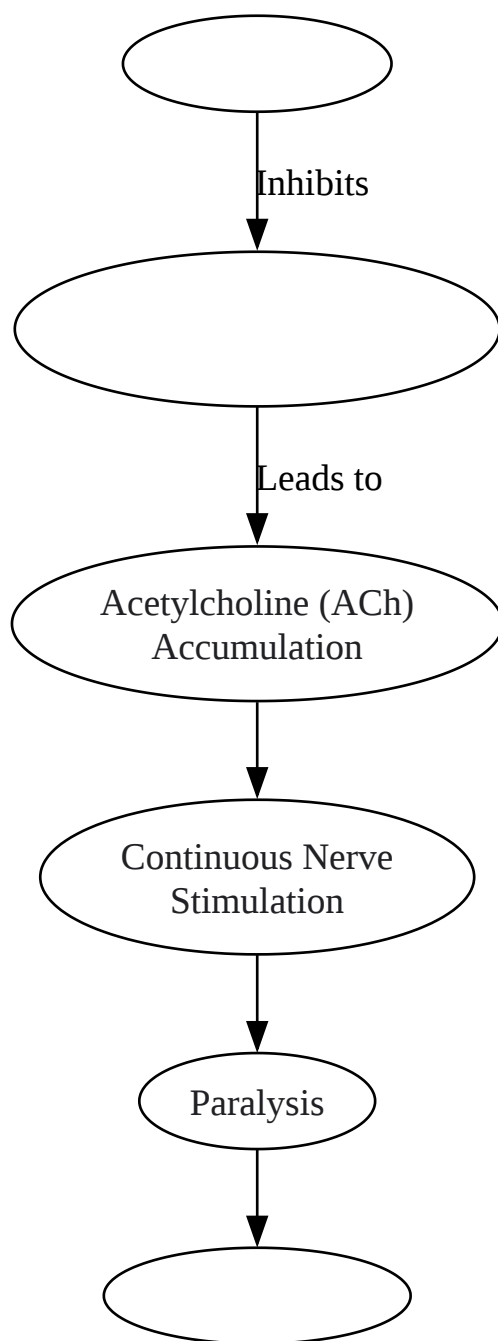 Inhibits
Leads to
Acetylcholine (ACh)
Accumulation
Continuous Nerve
Stimulation
Paralysis